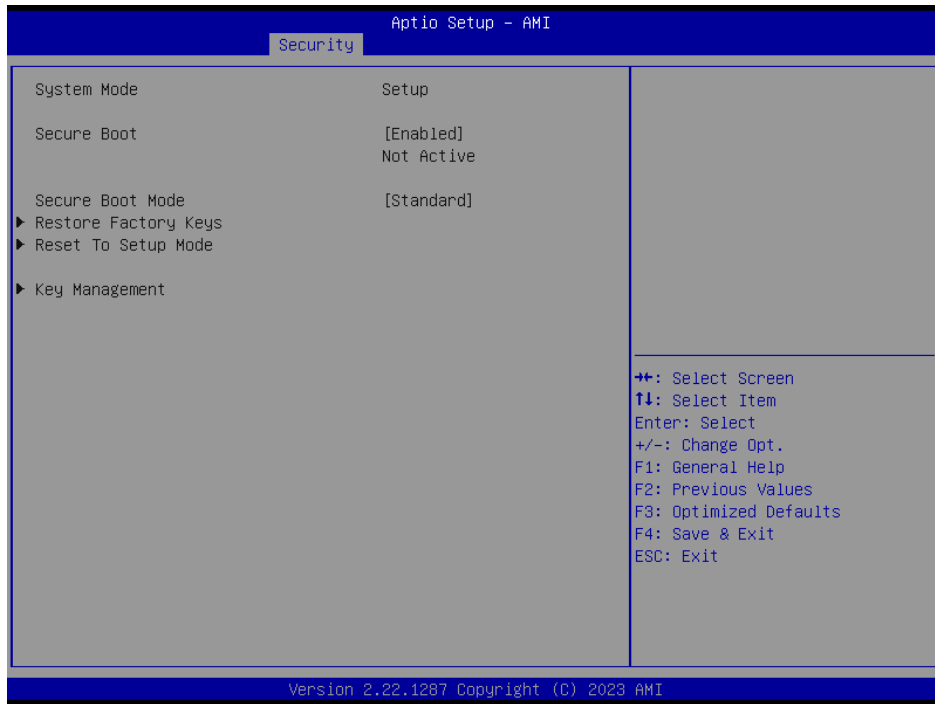 Aptio Setup – AMI
Security
System Mode Setup
Secure Boot [Enabled]
Not Active
Secure Boot Mode [Standard]
► Restore Factory Keys
► Reset To Setup Mode
► Key Management
→←: Select Screen
↑↓: Select Item
Enter: Select
+/-: Change Opt.
F1: General Help
F2: Previous Values
F3: Optimized Defaults
F4: Save & Exit
ESC: Exit
Version 2.22.1287 Copyright (C) 2023 AMI